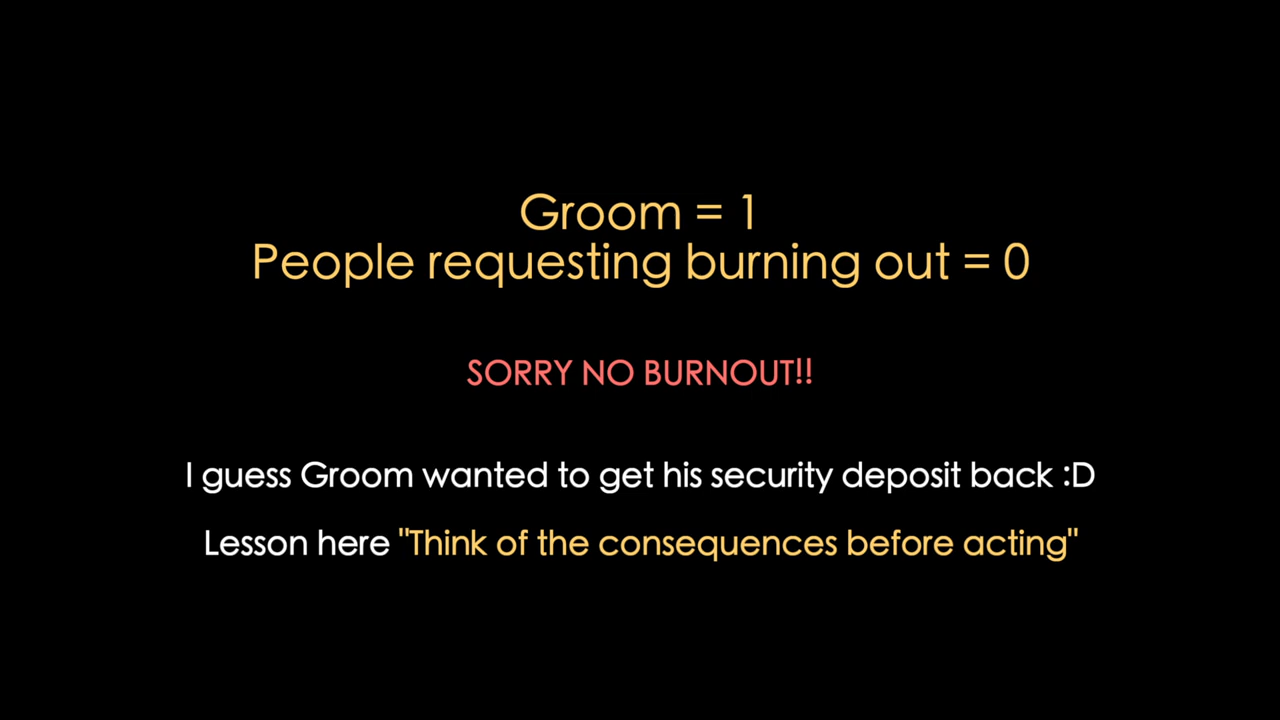 Groom = 1
People requesting burning out = 0
SORRY NO BURNOUT!!
I guess Groom wanted to get his security deposit back :D
Lesson here "Think of the consequences before acting"